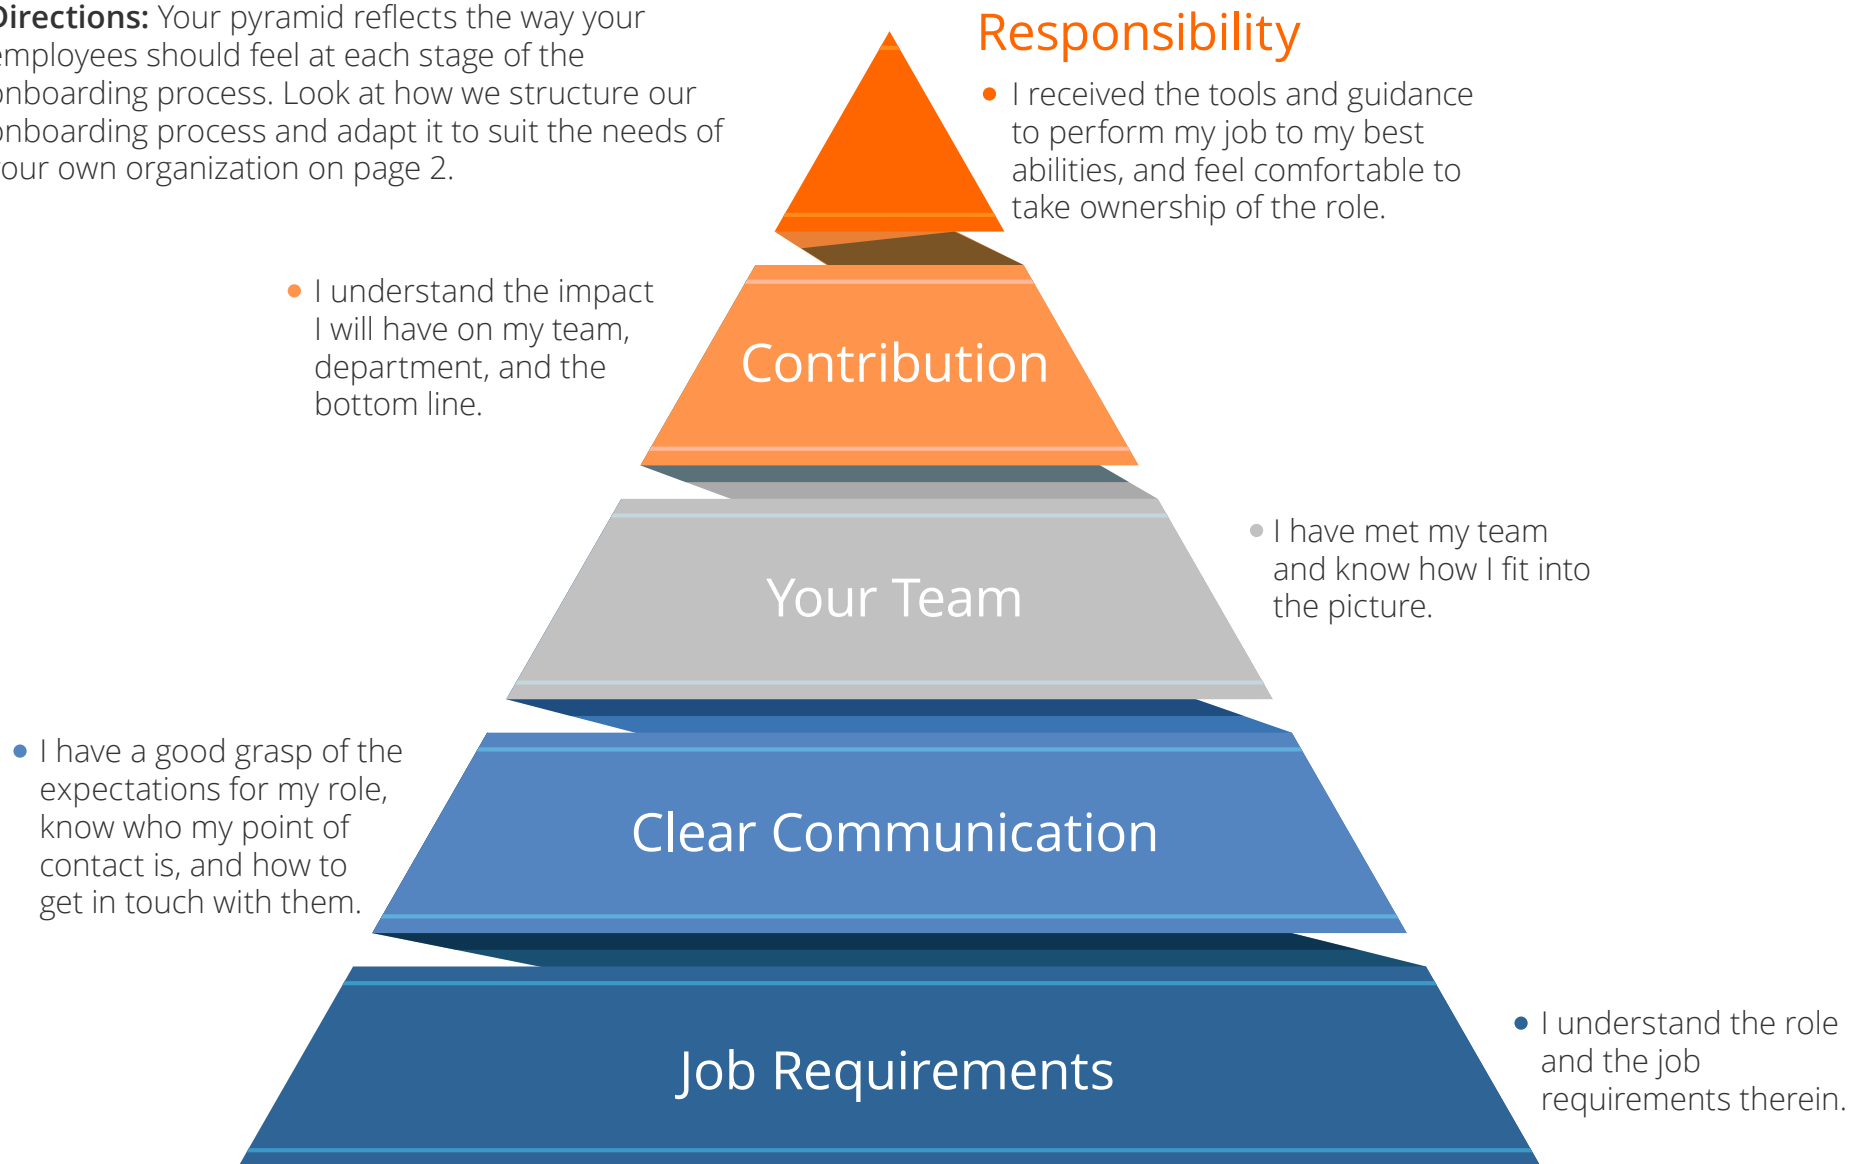 Directions: Your pyramid reflects the way your
employees should feel at each stage of the
onboarding process. Look at how we structure our
onboarding process and adapt it to suit the needs of
your own organization on page 2.
Responsibility
• I received the tools and guidance
to perform my job to my best
abilities, and feel comfortable to
take ownership of the role.
• I understand the impact
I will have on my team,
department, and the
bottom line.
Contribution
Your Team
• I have met my team
and know how I fit into
the picture.
• I have a good grasp of the
expectations for my role,
know who my point of
contact is, and how to
get in touch with them.
Clear Communication
Job Requirements
• I understand the role
and the job
requirements therein.